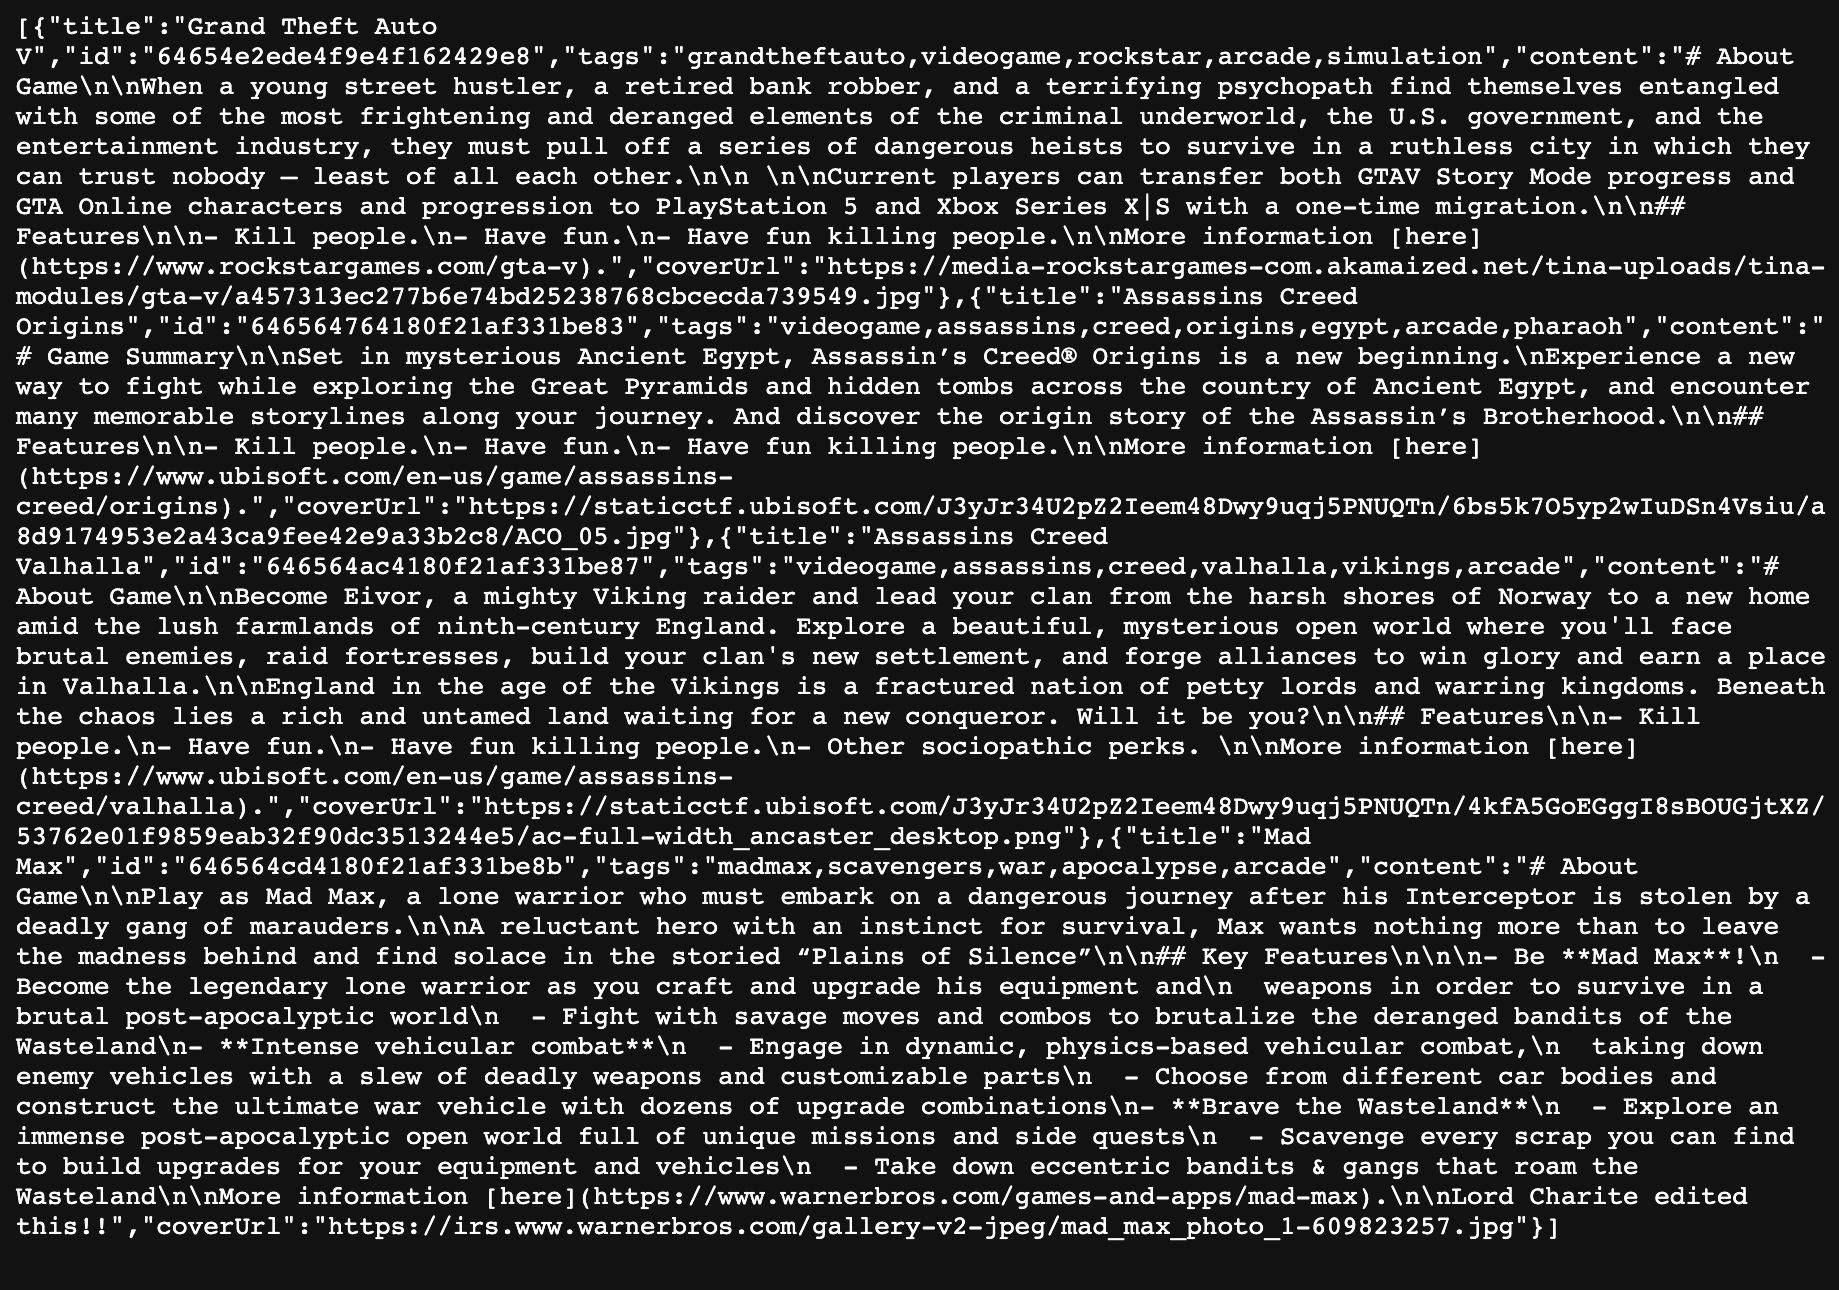 [{"title":"Grand Theft Auto
V","id":"64654e2ede4f9e4f162429e8","tags":"grandtheftauto,videogame,rockstar,arcade,simulation","content":"# About
Game\n\nWhen a young street hustler, a retired bank robber, and a terrifying psychopath find themselves entangled
with some of the most frightening and deranged elements of the criminal underworld, the U.S. government, and the
entertainment industry, they must pull off a series of dangerous heists to survive in a ruthless city in which they
can trust nobody — least of all each other.\n\n \n\nCurrent players can transfer both GTAV Story Mode progress and
GTA Online characters and progression to PlayStation 5 and Xbox Series X|S with a one-time migration.\n\n##
Features\n\n- Kill people.\n- Have fun.\n- Have fun killing people.\n\nMore information [here]
(https://www.rockstargames.com/gta-v).","coverUrl":"https://media-rockstargames-com.akamaized.net/tina-uploads/tina-
modules/gta-v/a457313ec277b6e74bd25238768cbcecda739549.jpg"},{"title":"Assassins Creed
Origins","id":"646564764180f21af331be83","tags":"videogame,assassins,creed,origins,egypt,arcade,pharaoh","content":"
# Game Summary\n\nSet in mysterious Ancient Egypt, Assassin’s Creed® Origins is a new beginning.\nExperience a new
way to fight while exploring the Great Pyramids and hidden tombs across the country of Ancient Egypt, and encounter
many memorable storylines along your journey. And discover the origin story of the Assassin’s Brotherhood.\n\n##
Features\n\n- Kill people.\n- Have fun.\n- Have fun killing people.\n\nMore information [here]
(https://www.ubisoft.com/en-us/game/assassins-
creed/origins).","coverUrl":"https://staticctf.ubisoft.com/J3yJr34U2pZ2Ieem48Dwy9uqj5PNUQTn/6bs5k7O5yp2wIuDSn4Vsiu/a
8d9174953e2a43ca9fee42e9a33b2c8/ACO_05.jpg"},{"title":"Assassins Creed
Valhalla","id":"646564ac4180f21af331be87","tags":"videogame,assassins,creed,valhalla,vikings,arcade","content":"#
About Game\n\nBecome Eivor, a mighty Viking raider and lead your clan from the harsh shores of Norway to a new home
amid the lush farmlands of ninth-century England. Explore a beautiful, mysterious open world where you'll face
brutal enemies, raid fortresses, build your clan's new settlement, and forge alliances to win glory and earn a place
in Valhalla.\n\nEngland in the age of the Vikings is a fractured nation of petty lords and warring kingdoms. Beneath
the chaos lies a rich and untamed land waiting for a new conqueror. Will it be you?\n\n## Features\n\n- Kill
people.\n- Have fun.\n- Have fun killing people.\n- Other sociopathic perks. \n\nMore information [here]
(https://www.ubisoft.com/en-us/game/assassins-
creed/valhalla).","coverUrl":"https://staticctf.ubisoft.com/J3yJr34U2pZ2Ieem48Dwy9uqj5PNUQTn/4kfA5GoEGggI8sBOUGjtXZ/
53762e01f9859eab32f90dc3513244e5/ac-full-width_ancaster_desktop.png"},{"title":"Mad
Max","id":"646564cd4180f21af331be8b","tags":"madmax,scavengers,war,apocalypse,arcade","content":"# About
Game\n\nPlay as Mad Max, a lone warrior who must embark on a dangerous journey after his Interceptor is stolen by a
deadly gang of marauders.\n\nA reluctant hero with an instinct for survival, Max wants nothing more than to leave
the madness behind and find solace in the storied “Plains of Silence”\n\n## Key Features\n\n\n- Be **Mad Max**!\n  -
Become the legendary lone warrior as you craft and upgrade his equipment and\n  weapons in order to survive in a
brutal post-apocalyptic world\n  - Fight with savage moves and combos to brutalize the deranged bandits of the
Wasteland\n- **Intense vehicular combat**\n  - Engage in dynamic, physics-based vehicular combat,\n  taking down
enemy vehicles with a slew of deadly weapons and customizable parts\n  - Choose from different car bodies and
construct the ultimate war vehicle with dozens of upgrade combinations\n- **Brave the Wasteland**\n  - Explore an
immense post-apocalyptic open world full of unique missions and side quests\n  - Scavenge every scrap you can find
to build upgrades for your equipment and vehicles\n  - Take down eccentric bandits & gangs that roam the
Wasteland\n\nMore information [here](https://www.warnerbros.com/games-and-apps/mad-max).\n\nLord Charite edited
this!!","coverUrl":"https://irs.www.warnerbros.com/gallery-v2-jpeg/mad_max_photo_1-609823257.jpg"}]